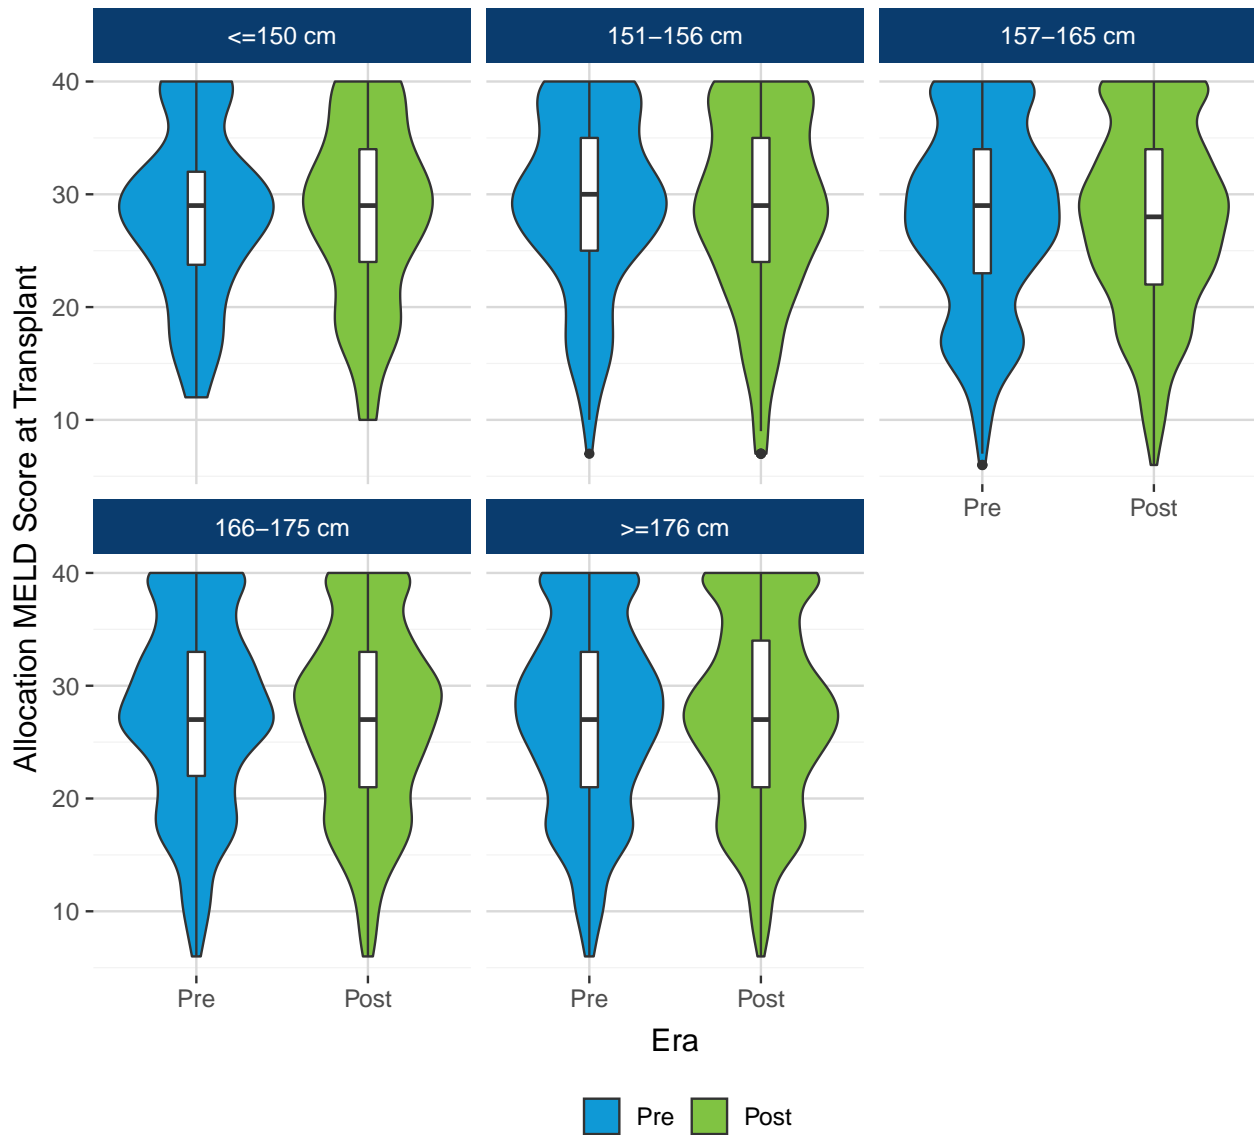 <=150 cm
151−156 cm
157−165 cm
40
30
20
10
Pre
Post
166−175 cm
>=176 cm
40
30
20
10
Pre
Post
Pre
Post
Allocation MELD Score at Transplant
Era
Pre
Post